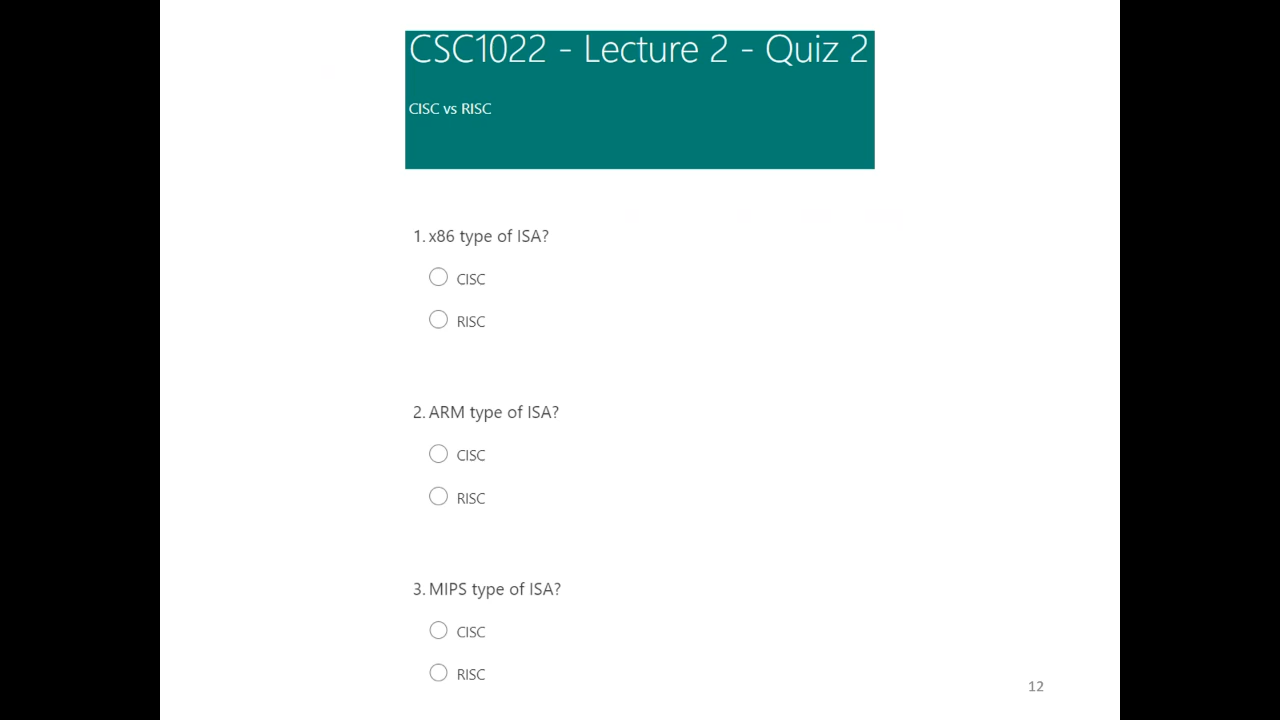 CSC1022 - Lecture 2 - Quiz 2
CISC vs RISC
1. x86 type of ISA?
CISC
RISC
2. ARM type of ISA?
CISC
RISC
3. MIPS type of ISA?
CISC
RISC
12